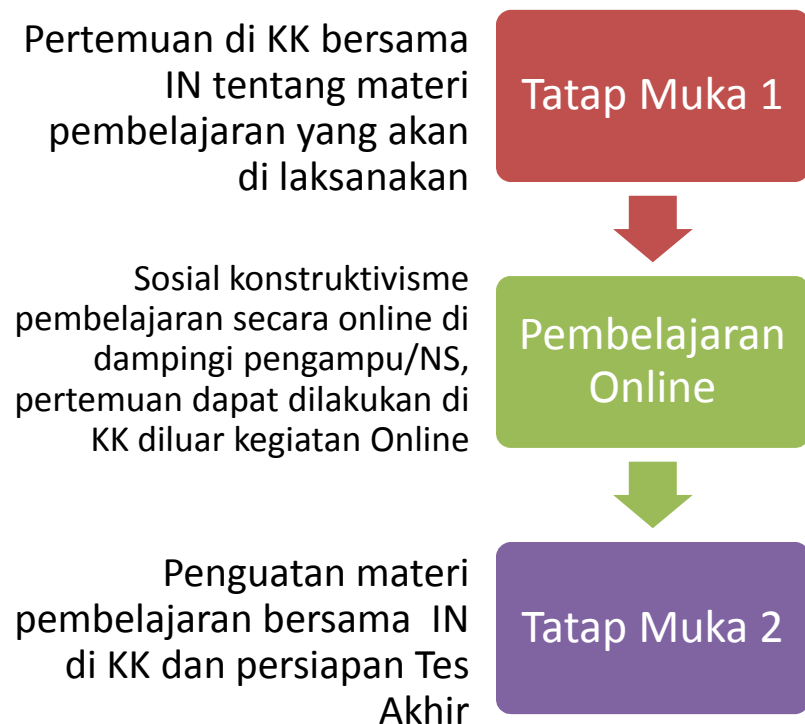 Pertemuan di KK bersama
IN tentang materi
pembelajaran yang akan
di laksanakan
Tatap Muka 1
Sosial konstruktivisme
pembelajaran secara online di
dampingi pengampu/NS,
pertemuan dapat dilakukan di
KK diluar kegiatan Online
Pembelajaran
Online
Penguatan materi
pembelajaran bersama IN
di KK dan persiapan Tes
Akhir
Tatap Muka 2